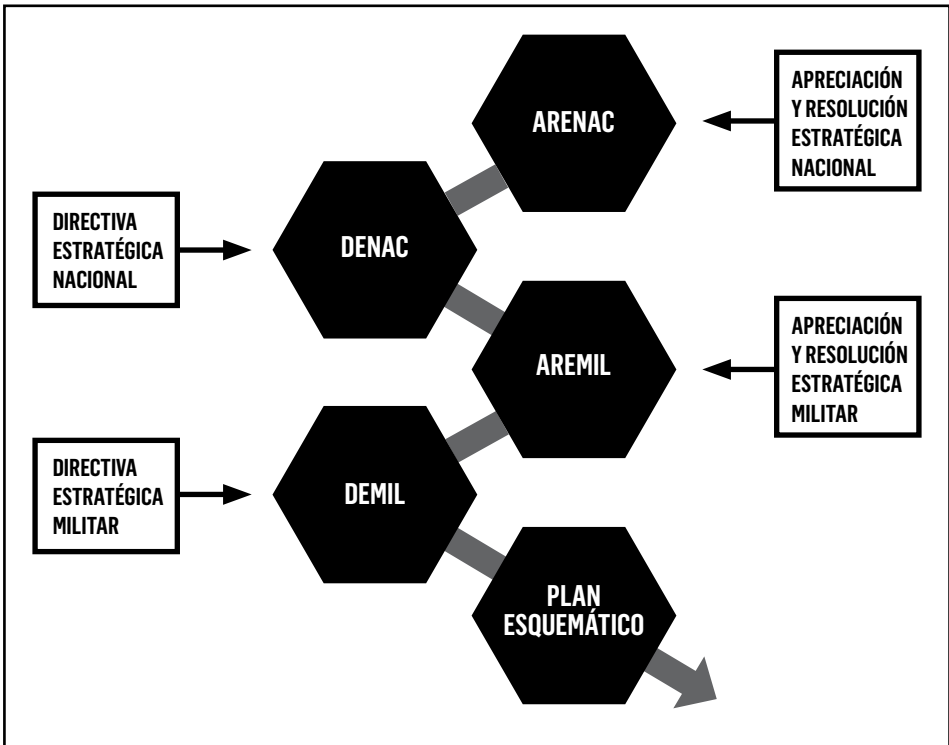 ARENAC
APRECIACIÓN
Y RESOLUCIÓN
ESTRATÉGICA
NACIONAL
DIRECTIVA
ESTRATÉGICA
NACIONAL
DENAC
AREMIL
APRECIACIÓN
Y RESOLUCIÓN
ESTRATÉGICA
MILITAR
DIRECTIVA
ESTRATÉGICA
MILITAR
DEMIL
PLAN
ESQUEMÁTICO